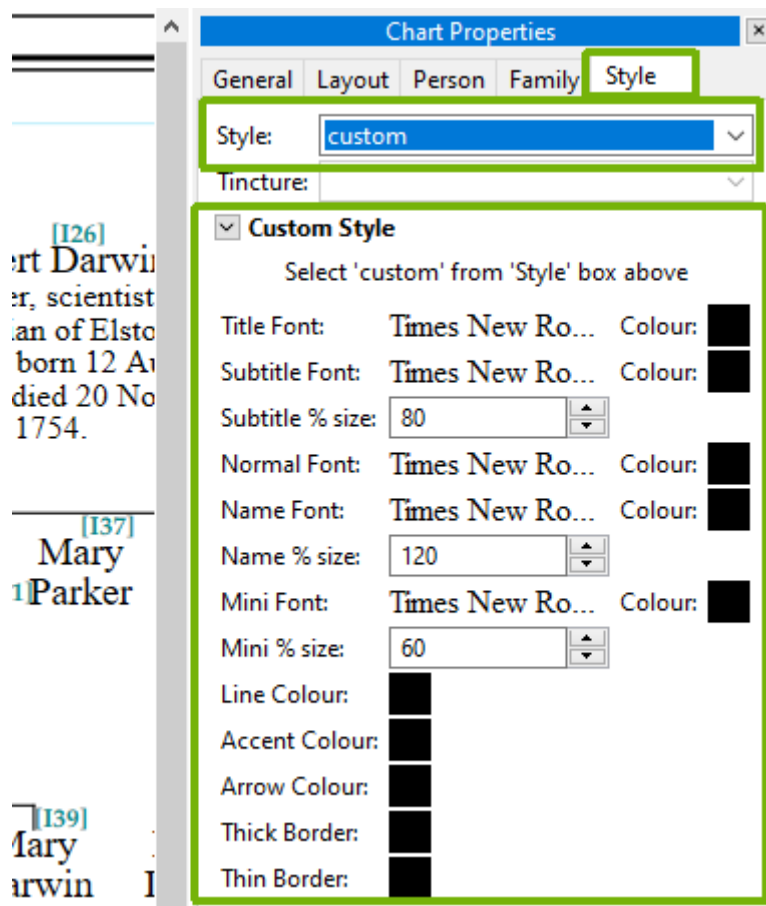 Chart Properties
General Layout Person Family Style
Style: custom
Tincture:
Custom Style
Select 'custom' from 'Style' box above
Title Font: Times New Ro... Colour:
Subtitle Font: Times New Ro... Colour:
Subtitle % size: 80
Normal Font: Times New Ro... Colour:
Name Font: Times New Ro... Colour:
Name % size: 120
Mini Font: Times New Ro... Colour:
Mini % size: 60
Line Colour:
Accent Colour:
Arrow Colour:
Thick Border:
Thin Border:
[I26]
ert Darwi
er, scientist
ian of Elsto
born 12 Au
died 20 No
1754.
[I37]
Mary
1]Parker
[I39]
Mary
arwin